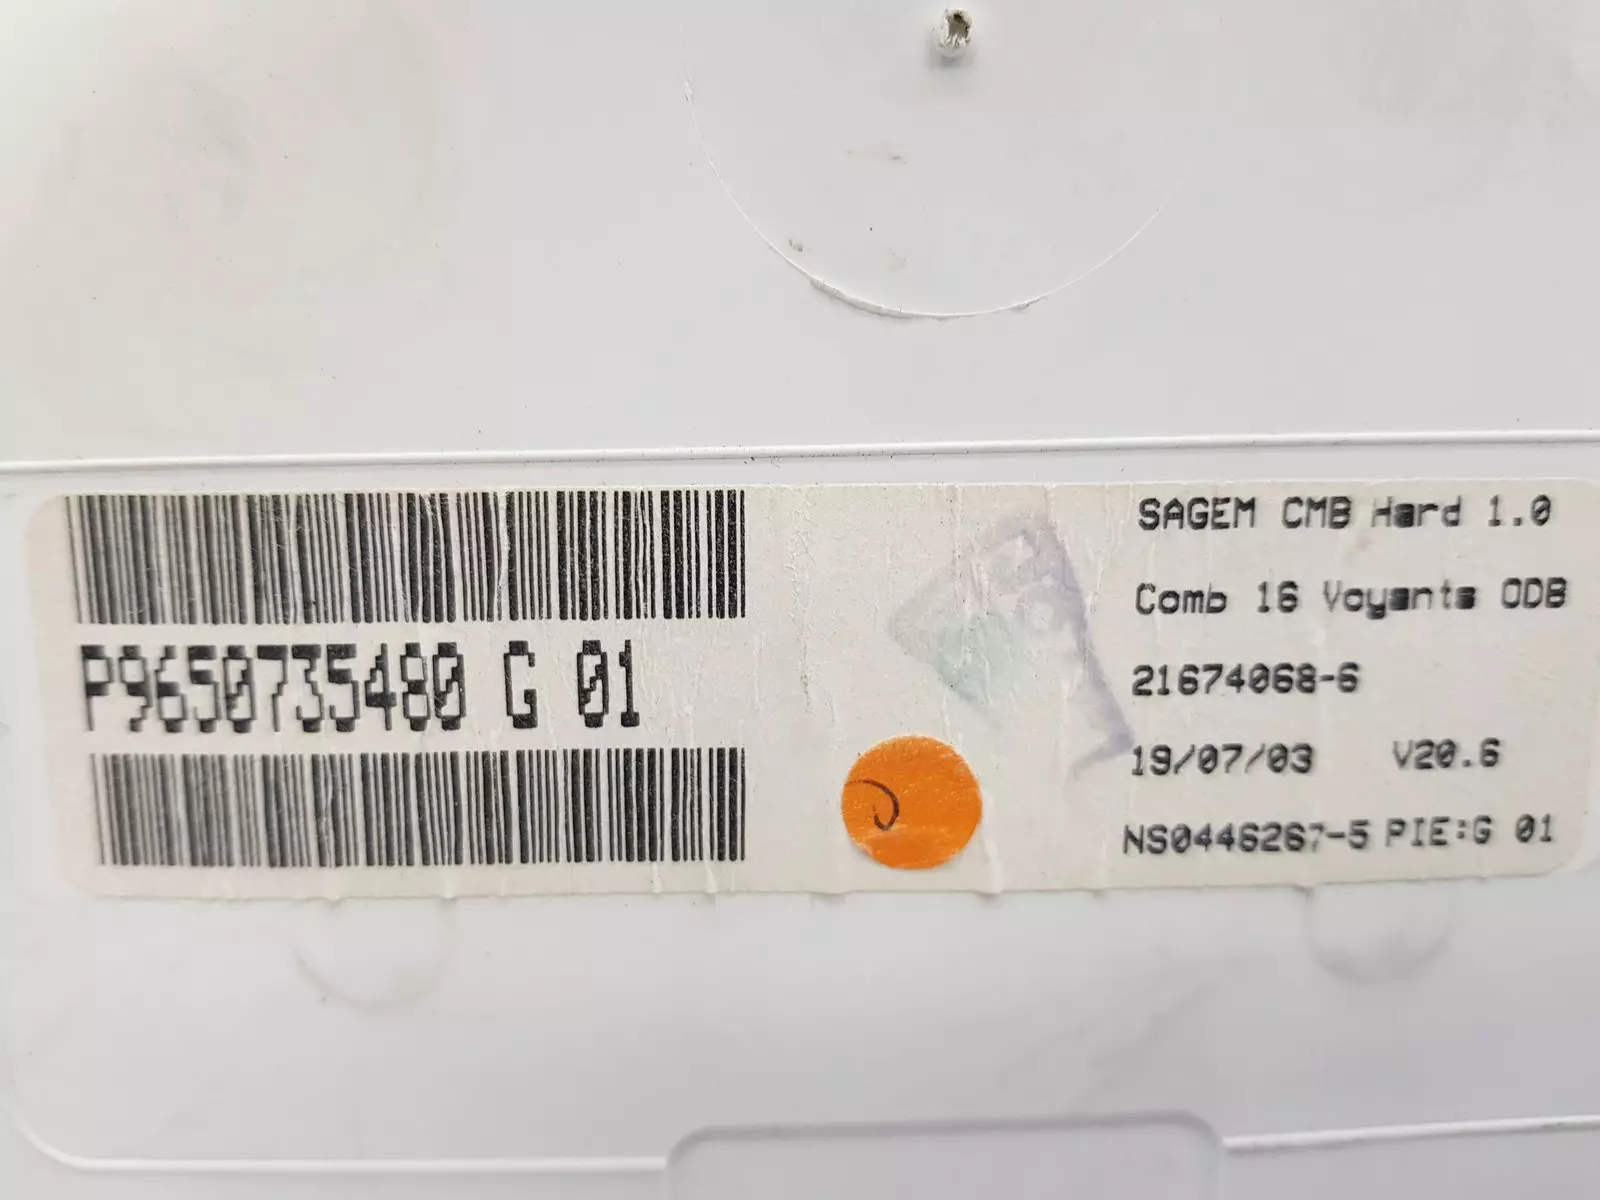 P9650735480 G 01
SAGEM CMB Hard 1.0
Comb 16 Voyants ODB
21674068-6
19/07/03 V20.6
NS0446267-5 PIE:G 01